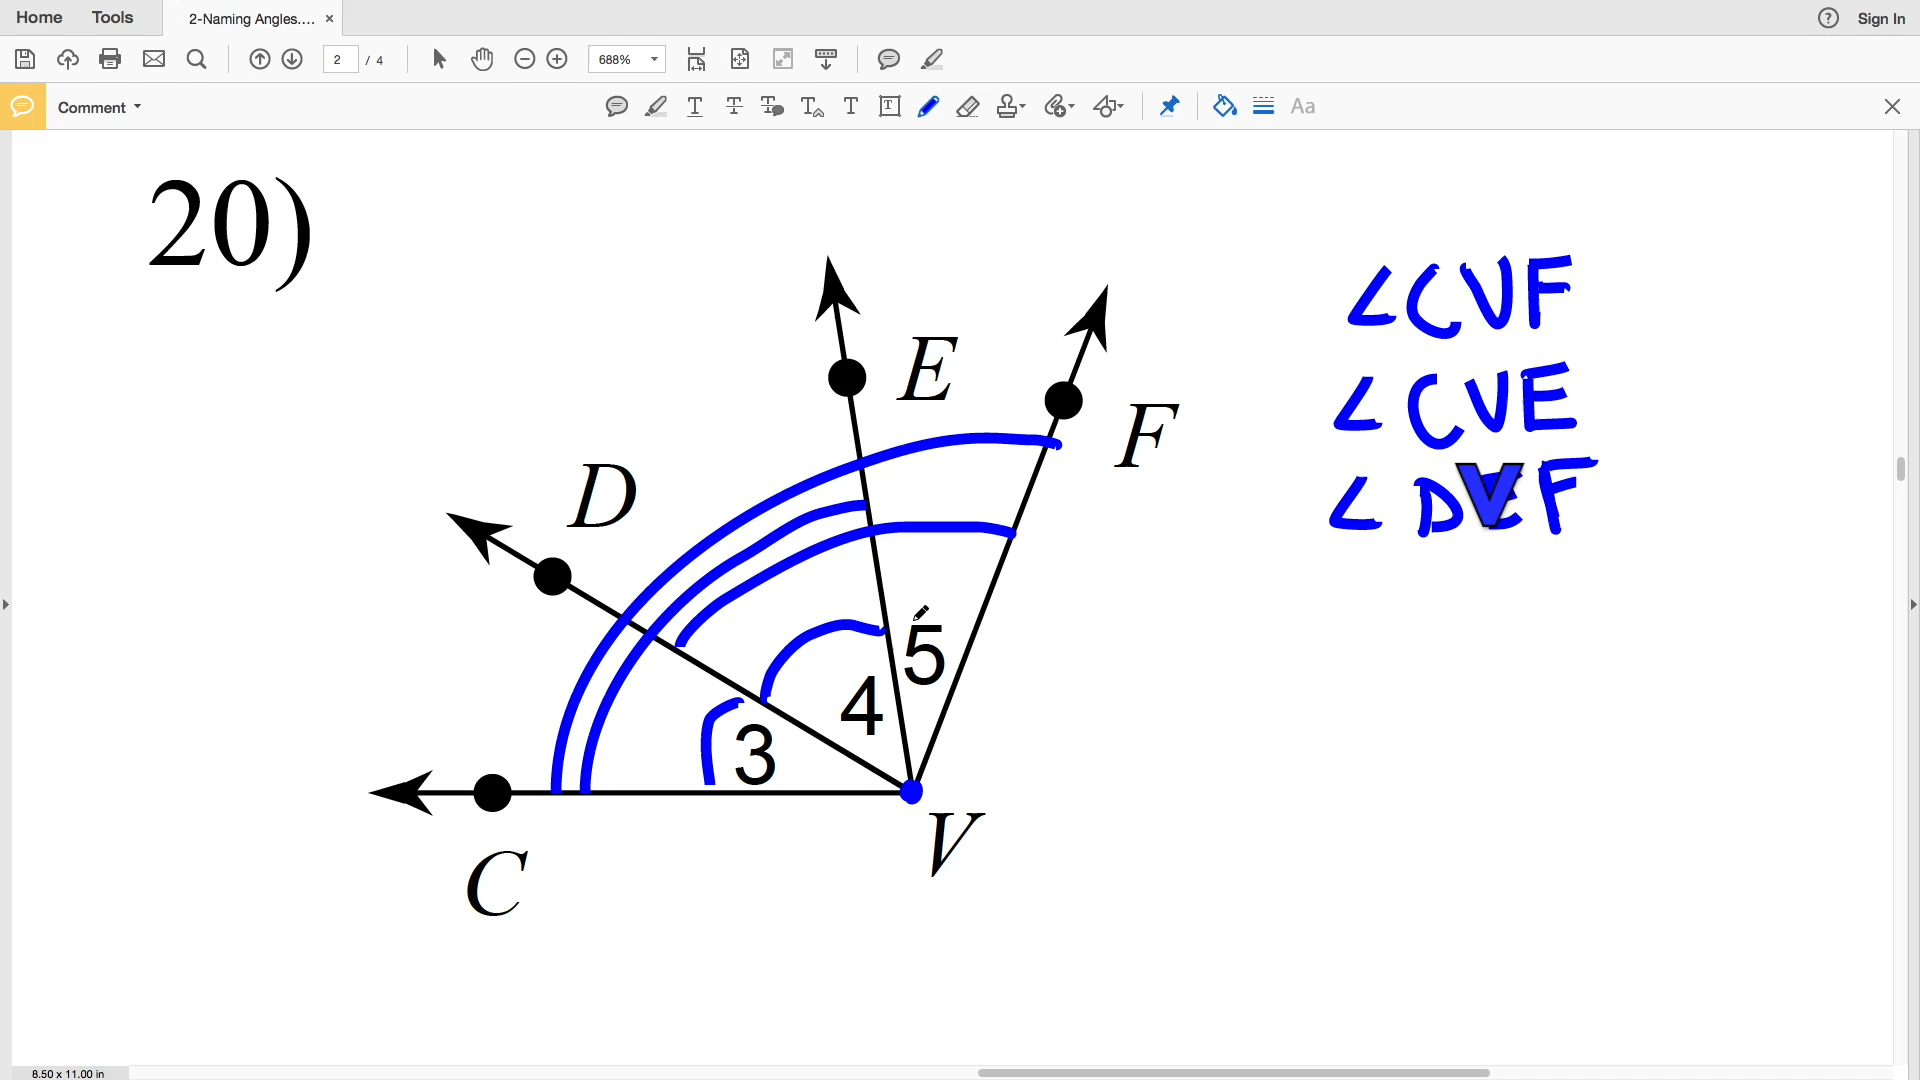 Home Tools 2-Naming Angles.... × ? Sign In
2 / 4 688%
Comment Aa
20)
E
F
D
5
4
3
V
C
∠CVF
∠CVE
∠DVF
8.50 x 11.00 in